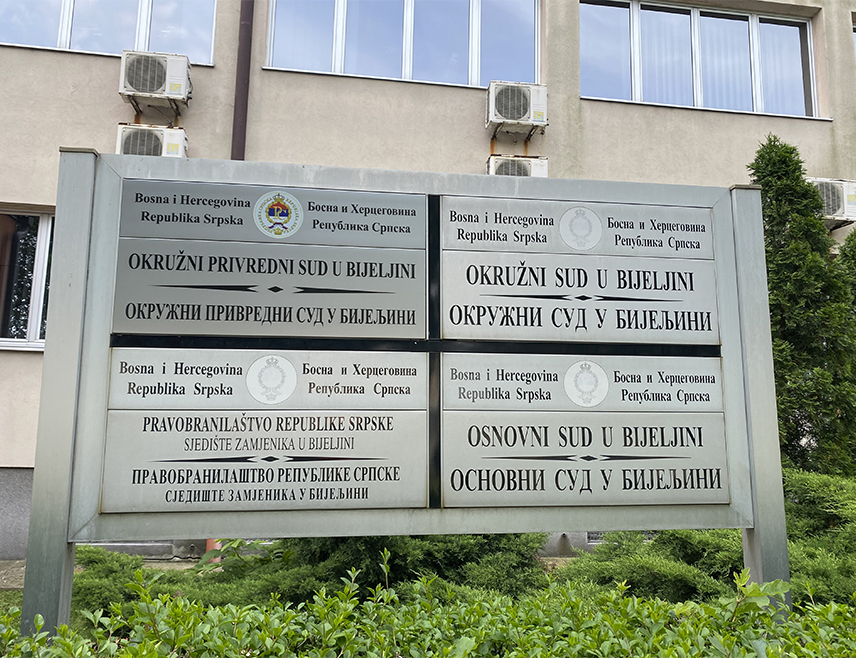 Bosna i Hercegovina
Republika Srpska
Босна и Херцеговина
Република Српска
OKRUŽNI PRIVREDNI SUD U BIJELJINI
ОКРУЖНИ ПРИВРЕДНИ СУД У БИЈЕЉИНИ
Bosna i Hercegovina
Republika Srpska
Босна и Херцеговина
Република Српска
OKRUŽNI SUD U BIJELJINI
ОКРУЖНИ СУД У БИЈЕЉИНИ
Bosna i Hercegovina
Republika Srpska
Босна и Херцеговина
Република Српска
PRAVOBRANILAŠTVO REPUBLIKE SRPSKE
SJEDIŠTE ZAMJENIKA U BIJELJINI
ПРАВОБРАНИЛАШТВО РЕПУБЛИКЕ СРПСКЕ
СЈЕДИШТЕ ЗАМЈЕНИКА У БИЈЕЉИНИ
Bosna i Hercegovina
Republika Srpska
Босна и Херцеговина
Република Српска
OSNOVNI SUD U BIJELJINI
ОСНОВНИ СУД У БИЈЕЉИНИ